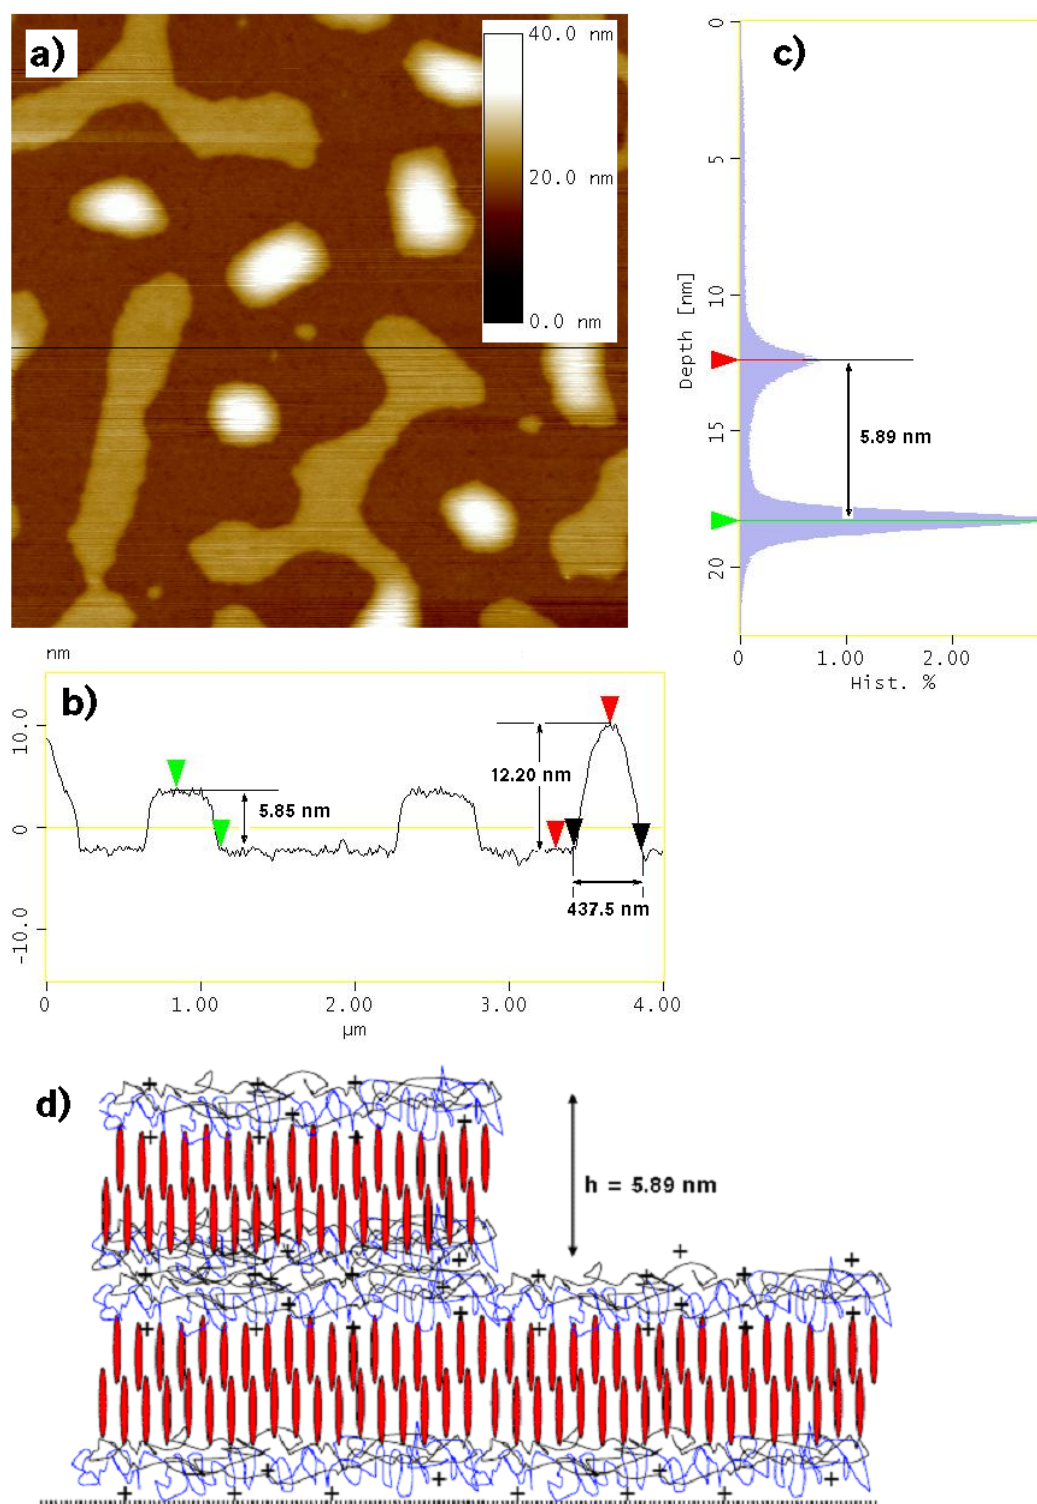 a)
40.0 nm
20.0 nm
0.0 nm
c)
0
5
10
15
20
Depth [nm]
5.89 nm
0
1.00
2.00
Hist. %
nm
b)
10.0
0
-10.0
5.85 nm
12.20 nm
437.5 nm
0
1.00
2.00
3.00
4.00
µm
d)
h = 5.89 nm